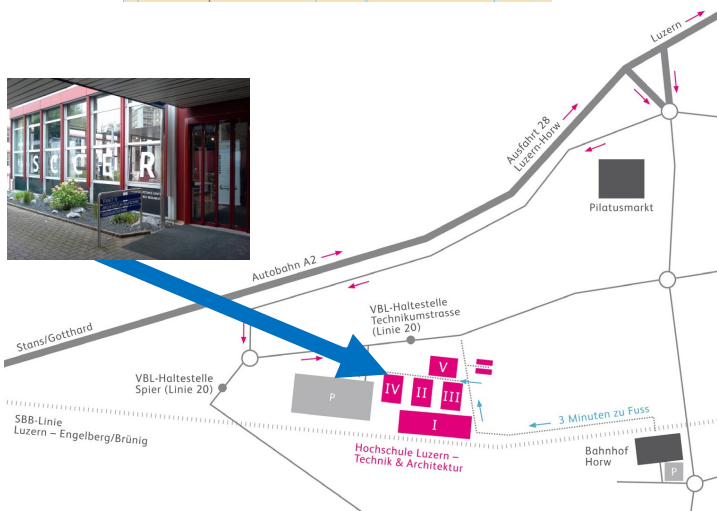 Luzern
Ausfahrt 28
Luzern-Horw
Pilatusmarkt
SCCER
Autobahn A2
Stans/Gotthard
VBL-Haltestelle
Technikumstrasse
(Linie 20)
VBL-Haltestelle
Spier (Linie 20)
P
IV
II
III
V
I
3 Minuten zu Fuss
SBB-Linie
Luzern – Engelberg/Brünig
Hochschule Luzern –
Technik & Architektur
Bahnhof
Horw
P